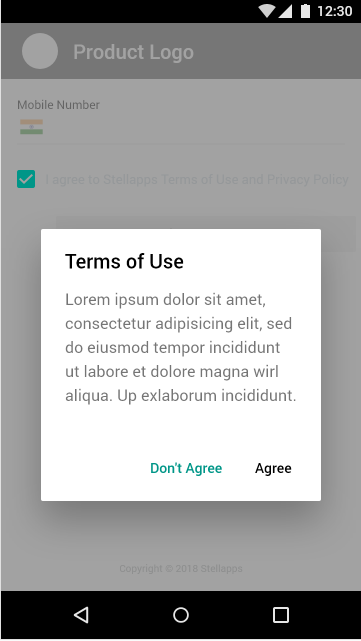 12:30
Product Logo
Mobile Number
I agree to Stellapps Terms of Use and Privacy Policy
Terms of Use
Lorem ipsum dolor sit amet,
consectetur adipisicing elit, sed
do eiusmod tempor incididunt
ut labore et dolore magna wirl
aliqua. Up exlaborum incididunt.
Don't Agree
Agree
Copyright © 2018 Stellapps